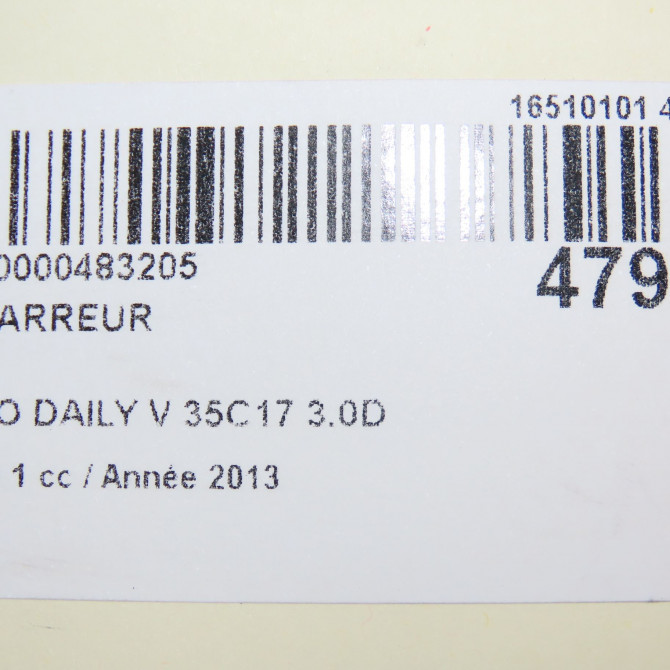 16510101 4
0000483205
479
ARREUR
O DAILY V 35C17 3.0D
1 cc / Année 2013